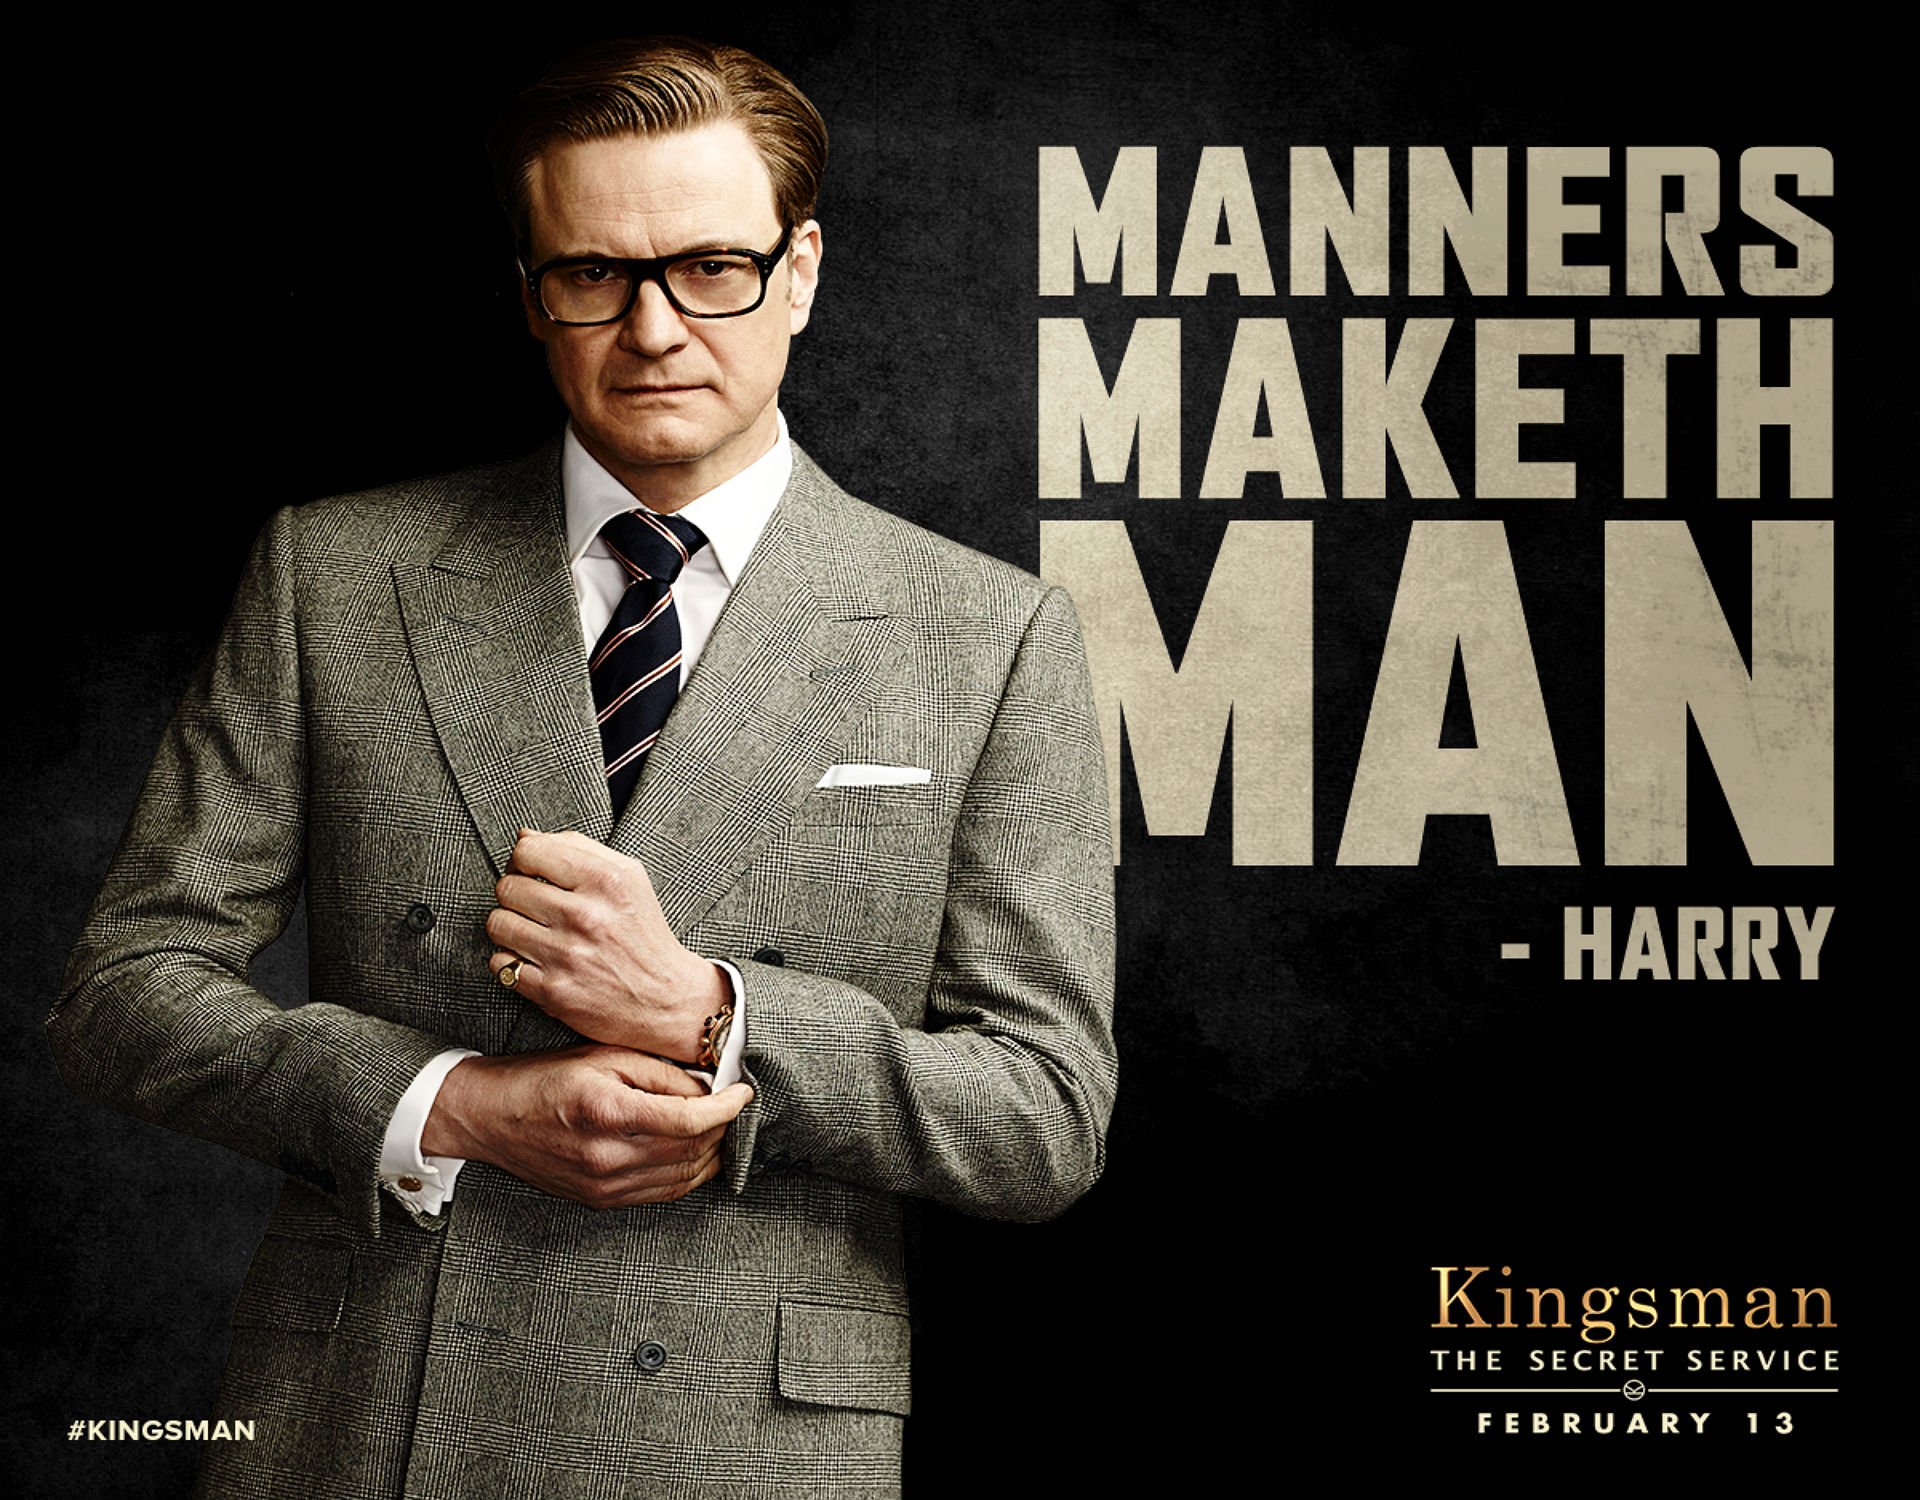 MANNERS
MAKETH
MAN
- HARRY
Kingsman
THE SECRET SERVICE
FEBRUARY 13
#KINGSMAN